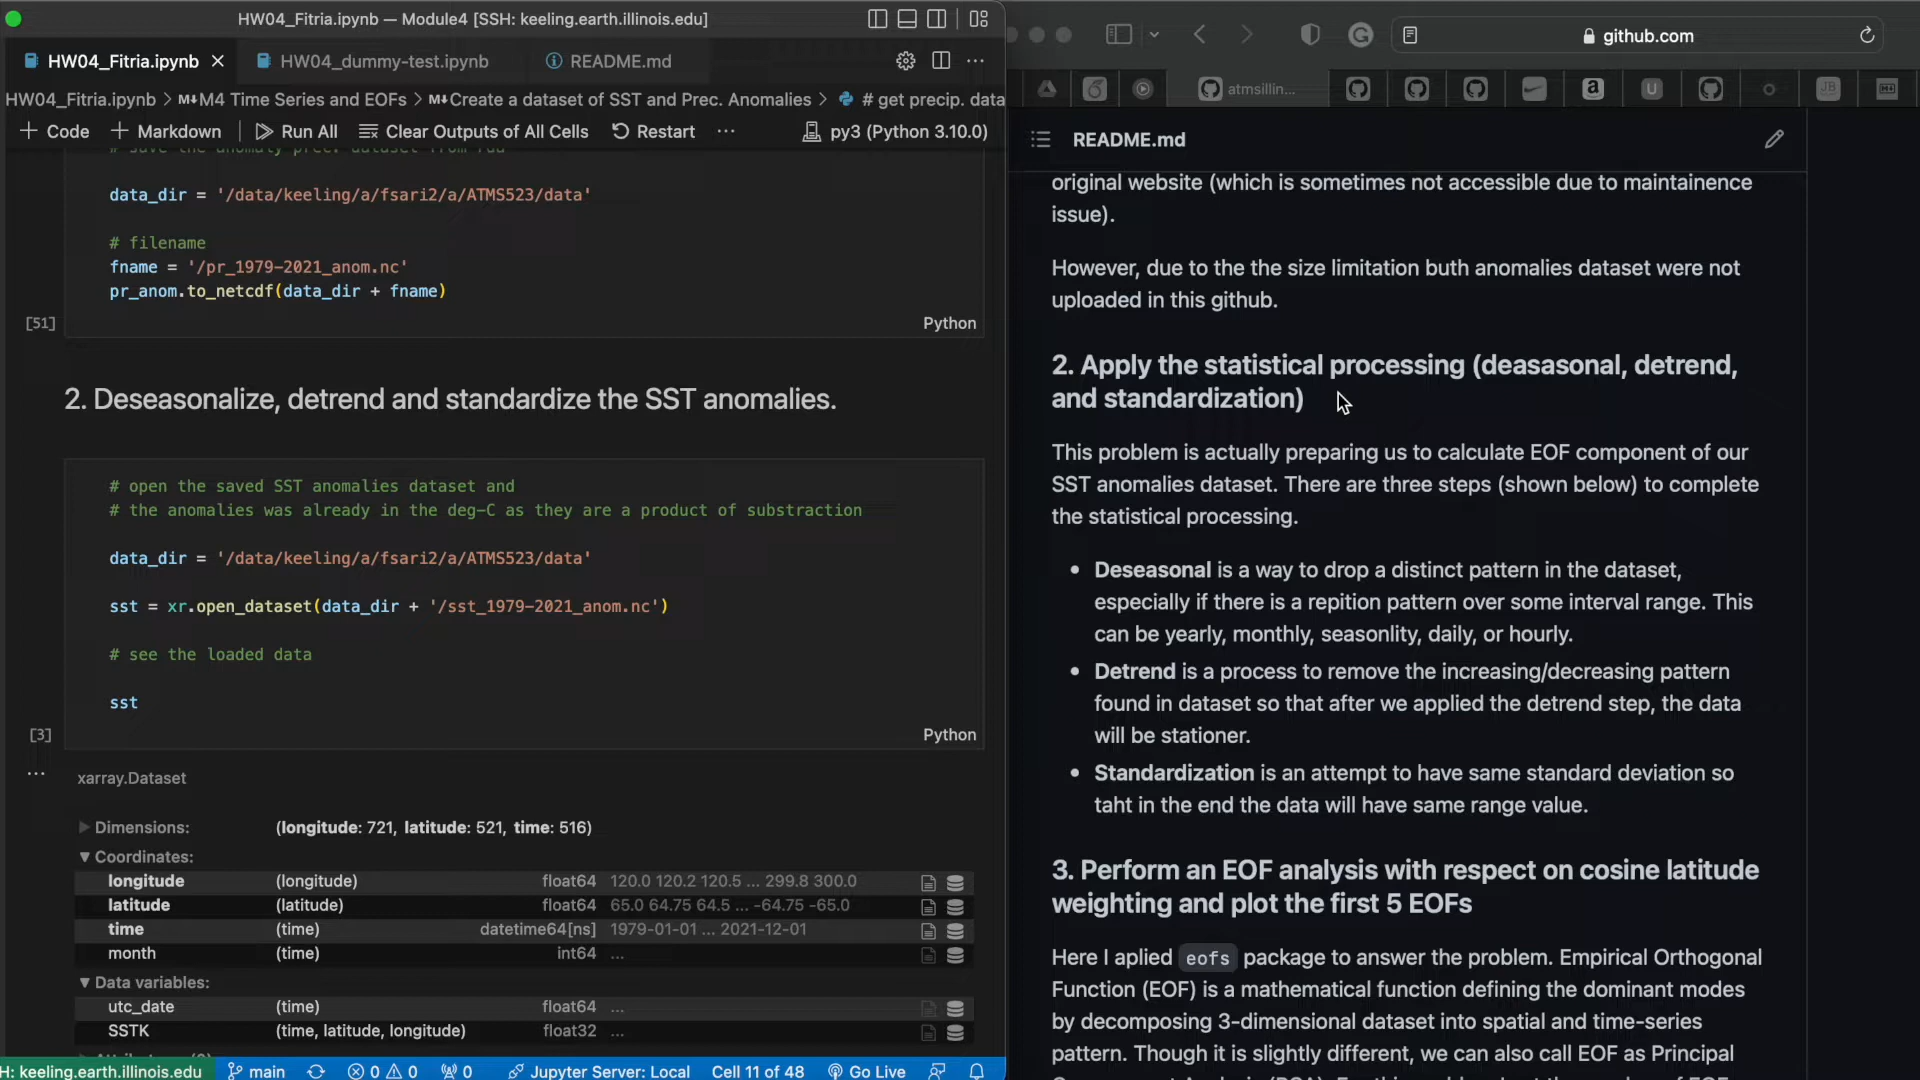 HW04_Fitria.ipynb — Module4 [SSH: keeling.earth.illinois.edu]
HW04_Fitria.ipynb
HW04_dummy-test.ipynb
README.md
HW04_Fitria.ipynb > M↓M4 Time Series and EOFs > M↓Create a dataset of SST and Prec. Anomalies > # get precip. data
+ Code + Markdown Run All Clear Outputs of All Cells Restart ··· py3 (Python 3.10.0)
data_dir = '/data/keeling/a/fsari2/a/ATMS523/data'
# filename
fname = '/pr_1979-2021_anom.nc'
pr_anom.to_netcdf(data_dir + fname)
[51]
Python
2. Deseasonalize, detrend and standardize the SST anomalies.
# open the saved SST anomalies dataset and
# the anomalies was already in the deg-C as they are a product of substraction
data_dir = '/data/keeling/a/fsari2/a/ATMS523/data'
sst = xr.open_dataset(data_dir + '/sst_1979-2021_anom.nc')
# see the loaded data
sst
[3]
Python
...
xarray.Dataset
Dimensions: (longitude: 721, latitude: 521, time: 516)
Coordinates:
longitude (longitude) float64 120.0 120.2 120.5 ... 299.8 300.0
latitude (latitude) float64 65.0 64.75 64.5 ... -64.75 -65.0
time (time) datetime64[ns] 1979-01-01 ... 2021-12-01
month (time) int64 ...
Data variables:
utc_date (time) float64 ...
SSTK (time, latitude, longitude) float32 ...
H: keeling.earth.illinois.edu main 0 0 0 Jupyter Server: Local Cell 11 of 48 Go Live
github.com
atmsillin...
README.md
original website (which is sometimes not accessible due to maintainence
issue).
However, due to the the size limitation buth anomalies dataset were not
uploaded in this github.
2. Apply the statistical processing (deasasonal, detrend,
and standardization)
This problem is actually preparing us to calculate EOF component of our
SST anomalies dataset. There are three steps (shown below) to complete
the statistical processing.
• Deseasonal is a way to drop a distinct pattern in the dataset,
especially if there is a repition pattern over some interval range. This
can be yearly, monthly, seasonlity, daily, or hourly.
• Detrend is a process to remove the increasing/decreasing pattern
found in dataset so that after we applied the detrend step, the data
will be stationer.
• Standardization is an attempt to have same standard deviation so
taht in the end the data will have same range value.
3. Perform an EOF analysis with respect on cosine latitude
weighting and plot the first 5 EOFs
Here I aplied eofs package to answer the problem. Empirical Orthogonal
Function (EOF) is a mathematical function defining the dominant modes
by decomposing 3-dimensional dataset into spatial and time-series
pattern. Though it is slightly different, we can also call EOF as Principal